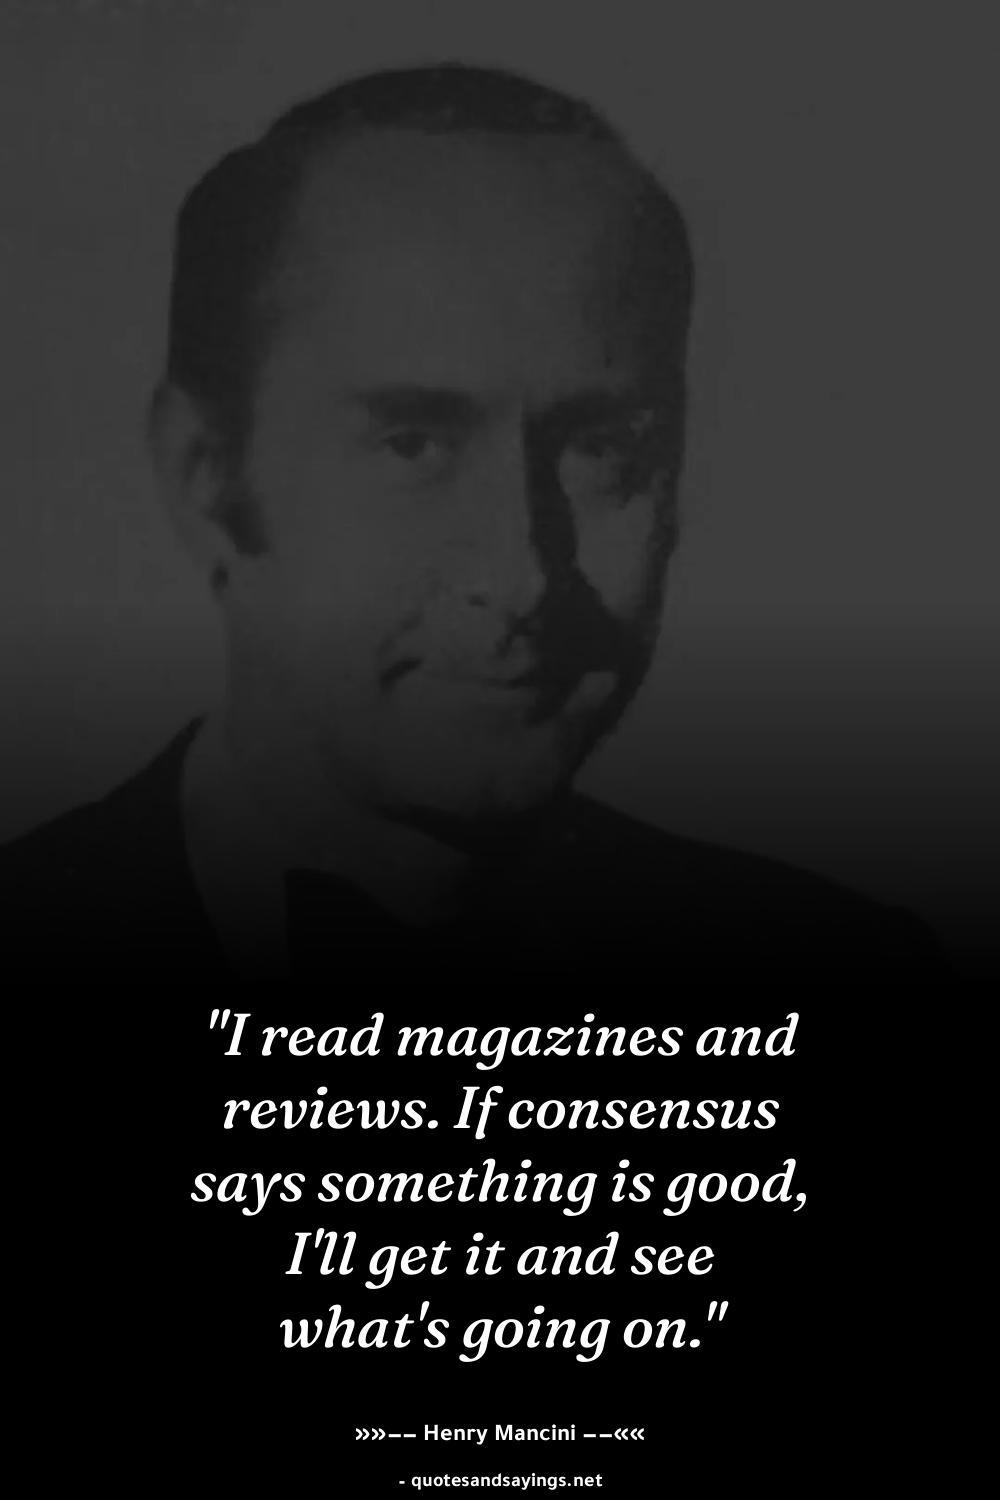 "I read magazines and
reviews. If consensus
says something is good,
I'll get it and see
what's going on."
»»—— Henry Mancini ——««
- quotesandsayings.net